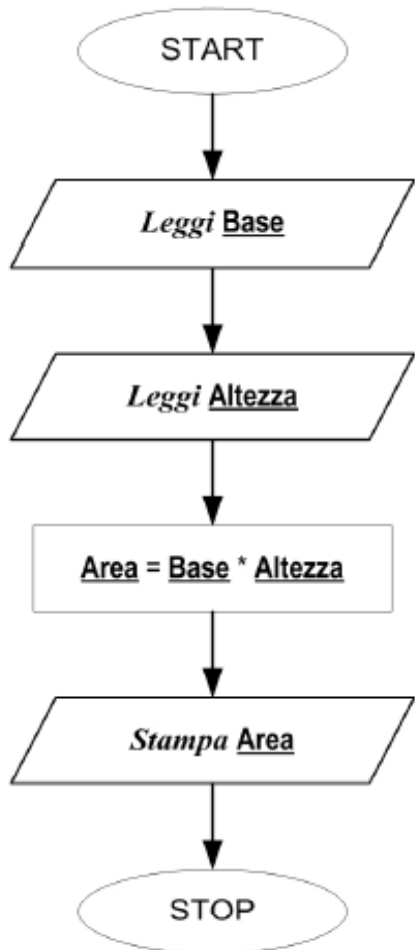 START
Leggi Base
Leggi Altezza
Area = Base * Altezza
Stampa Area
STOP